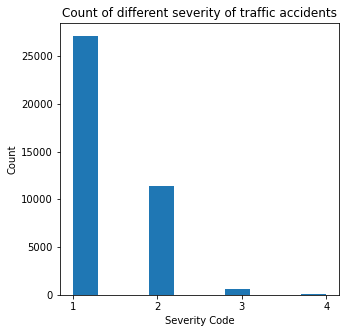 Count of different severity of traffic accidents
25000
20000
15000
10000
5000
0
Count
1 2 3 4
Severity Code